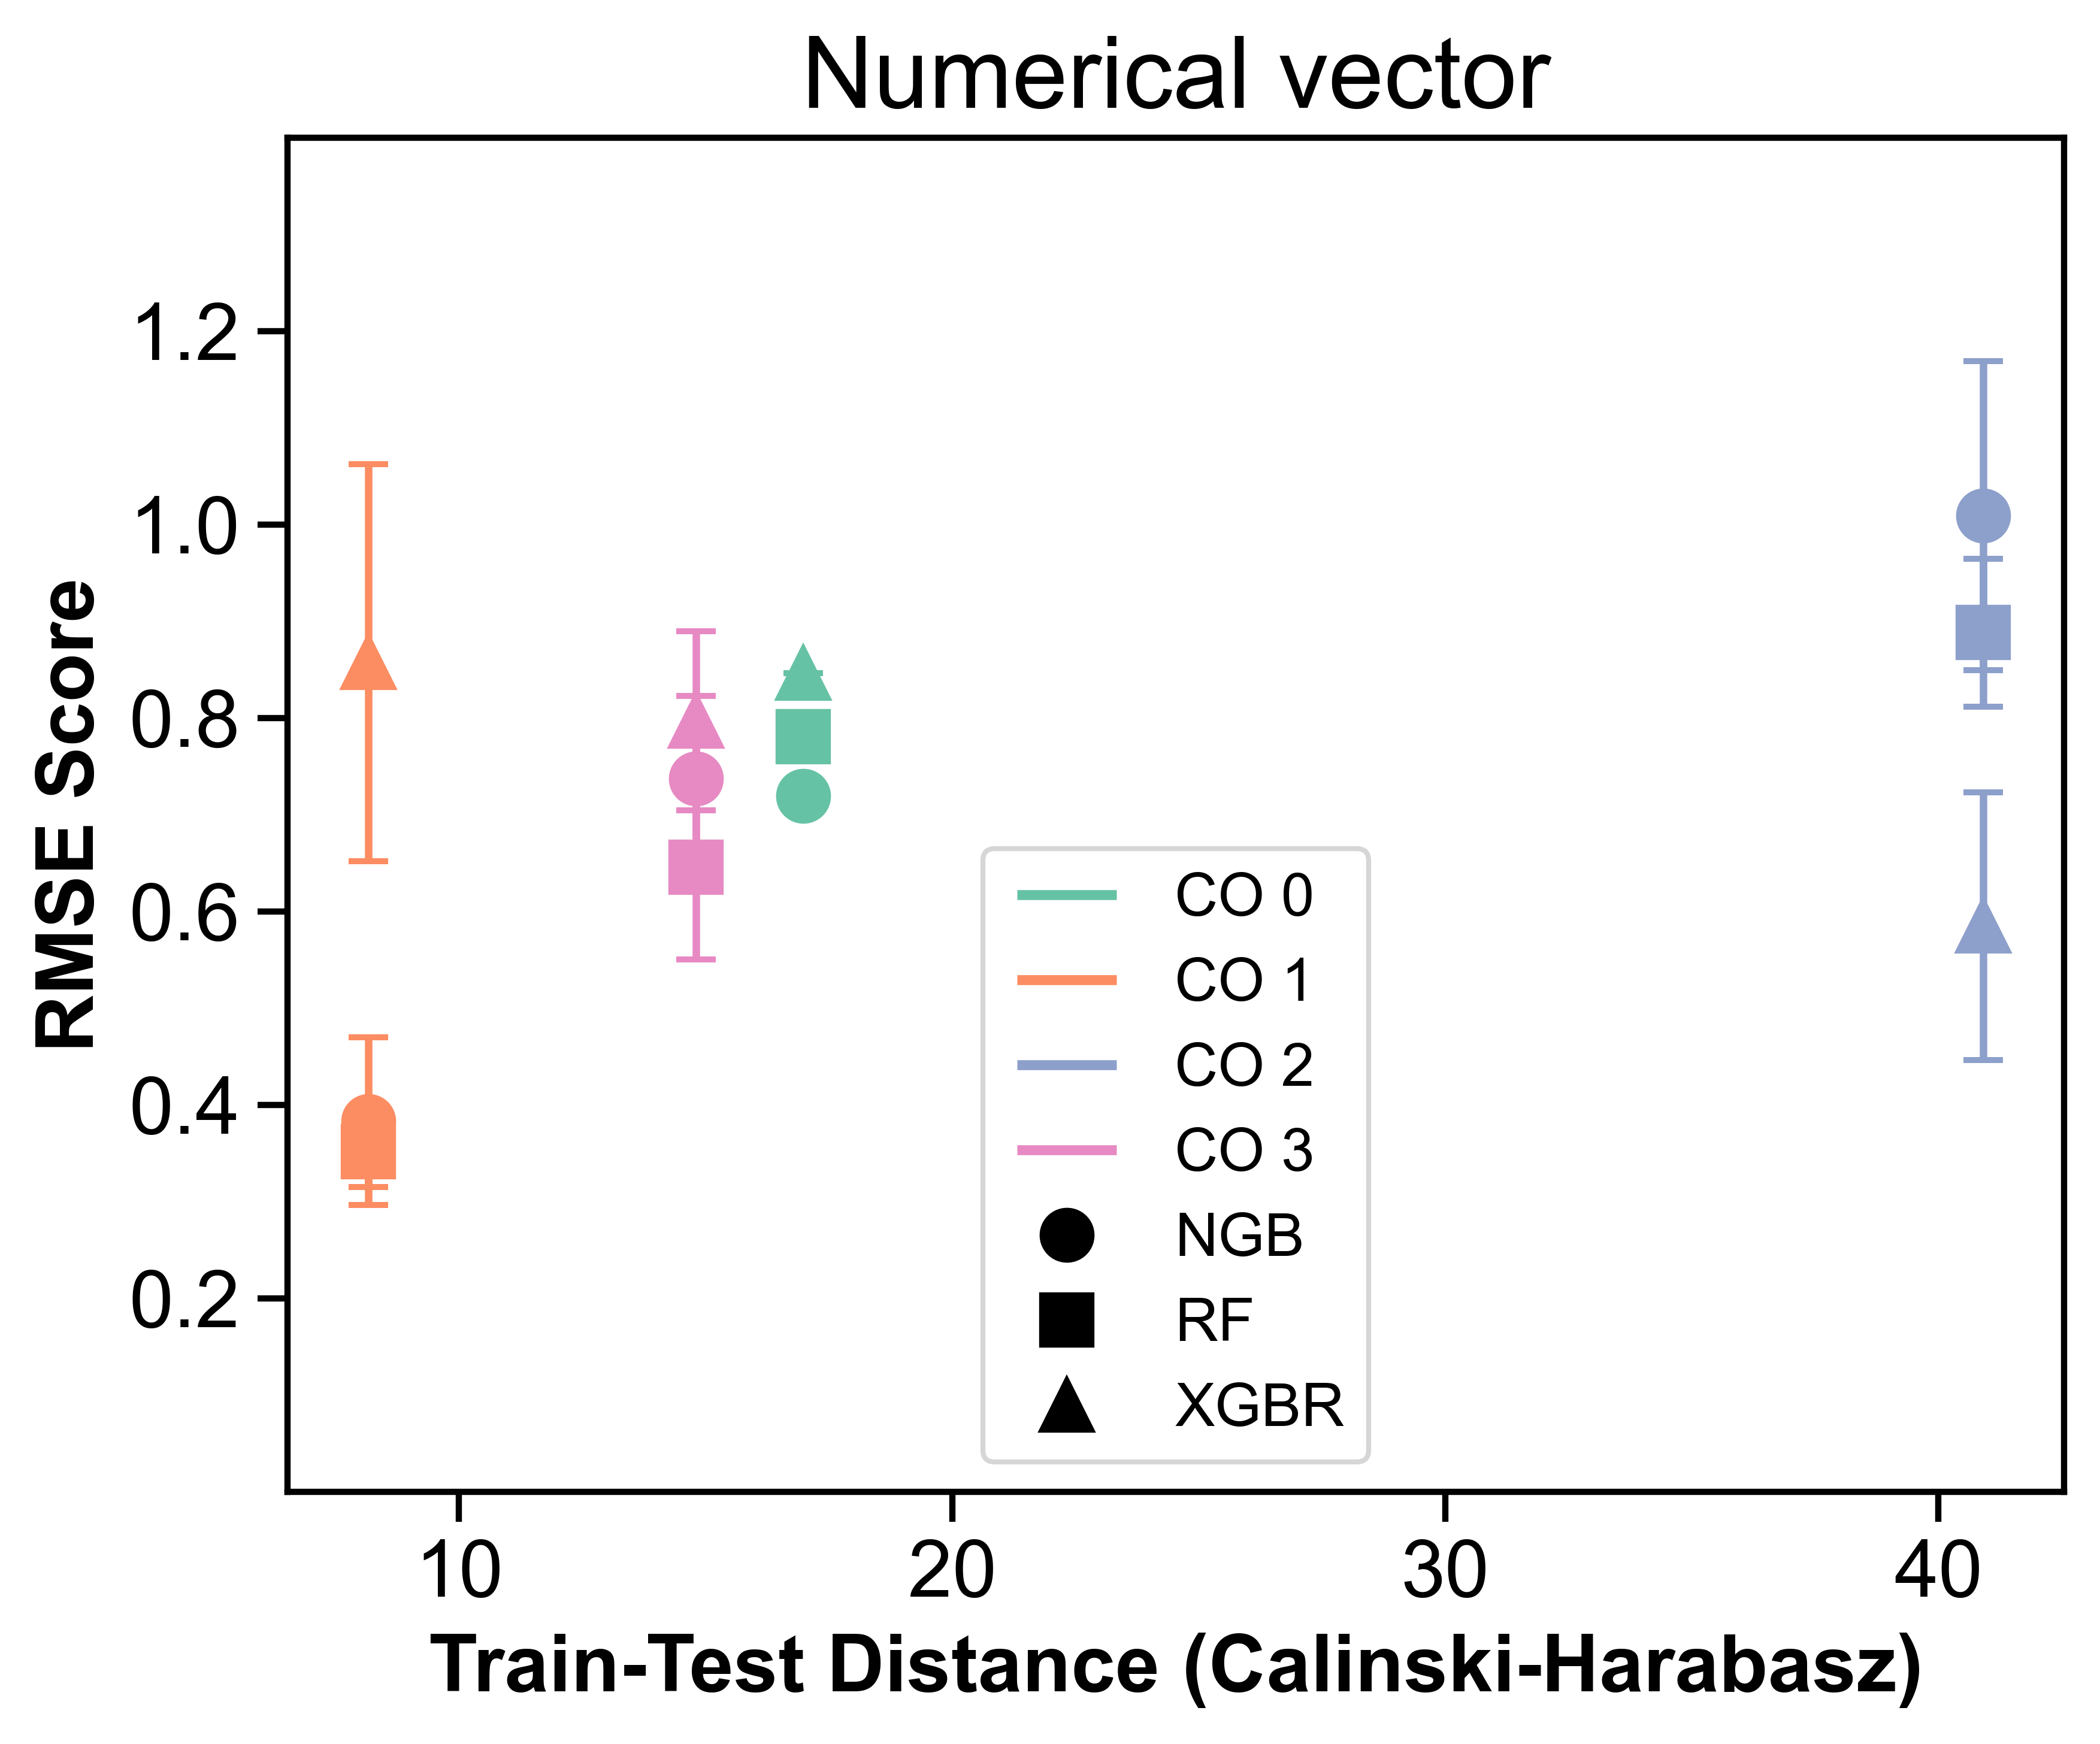 Numerical vector
RMSE Score
1.2
1.0
0.8
0.6
0.4
0.2
CO 0
CO 1
CO 2
CO 3
NGB
RF
XGBR
10 20 30 40
Train-Test Distance (Calinski-Harabasz)